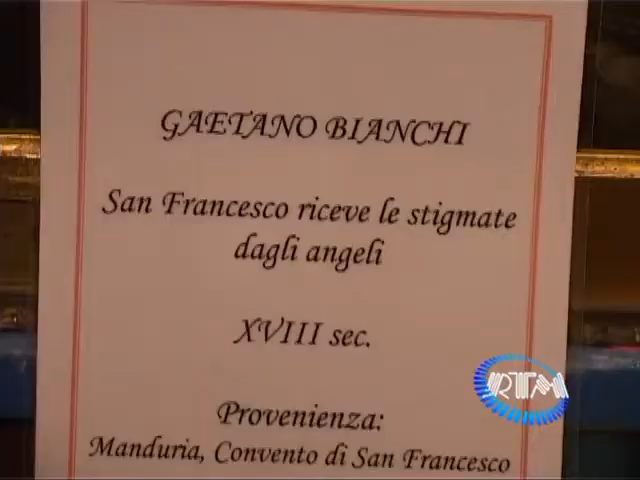 GAETANO BIANCHI
San Francesco riceve le stigmate
dagli angeli
XVIII sec.
Provenienza:
Manduria, Convento di San Francesco
RTM